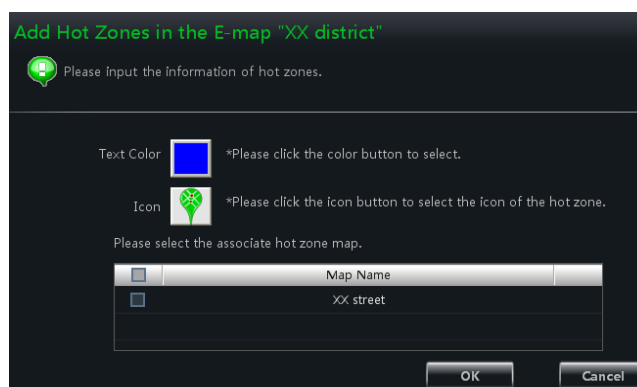 Add Hot Zones in the E-map "XX district"
Please input the information of hot zones.
Text Color *Please click the color button to select.
Icon *Please click the icon button to select the icon of the hot zone.
Please select the associate hot zone map.
Map Name
XX street
OK Cancel